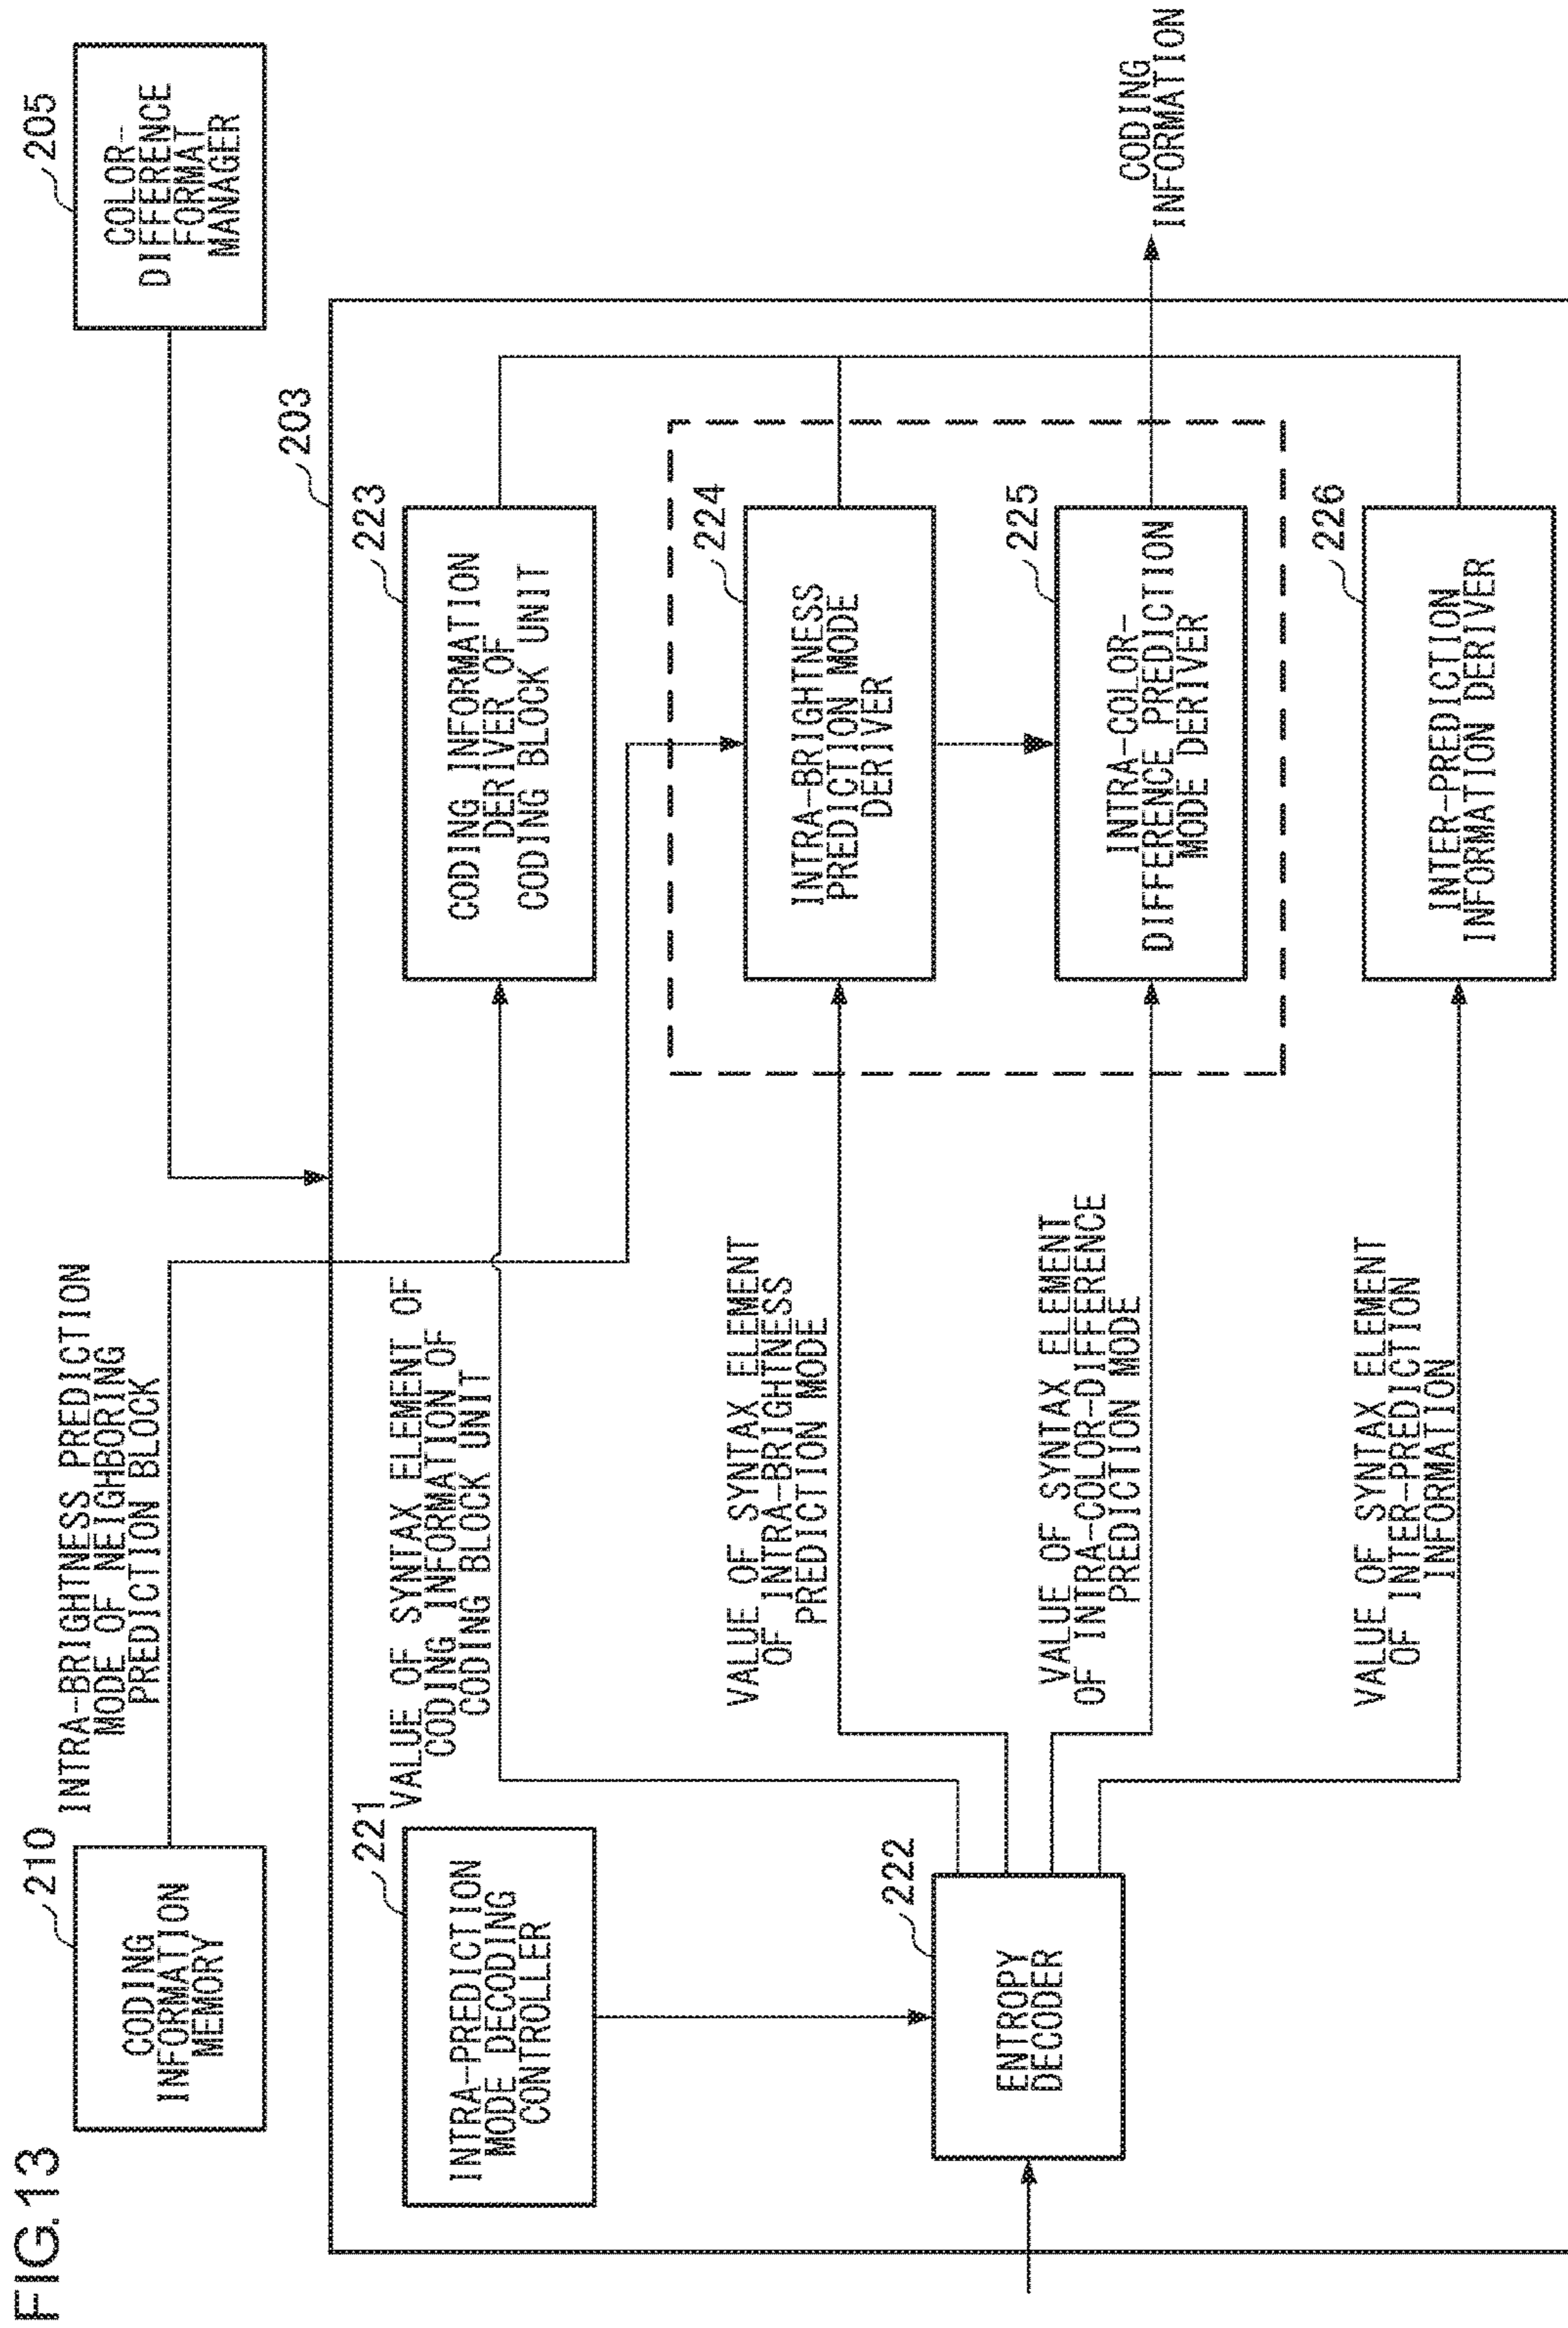 FIG.13
210
CODING
INFORMATION
MEMORY
INTRA-BRIGHTNESS PREDICTION
MODE OF NEIGHBORING
PREDICTION BLOCK
205
COLOR-
DIFFERENCE
FORMAT
MANAGER
203
221
INTRA-PREDICTION
MODE DECODING
CONTROLLER
VALUE OF SYNTAX ELEMENT OF
CODING INFORMATION OF
CODING BLOCK UNIT
223
CODING INFORMATION
DERIVER OF
CODING BLOCK UNIT
VALUE OF SYNTAX ELEMENT
OF INTRA-BRIGHTNESS
PREDICTION MODE
224
INTRA-BRIGHTNESS
PREDICTION MODE
DERIVER
222
ENTROPY
DECODER
VALUE OF SYNTAX ELEMENT
OF INTRA-COLOR-DIFFERENCE
PREDICTION MODE
225
INTRA-COLOR-
DIFFERENCE PREDICTION
MODE DERIVER
CODING
INFORMATION
VALUE OF SYNTAX ELEMENT
OF INTER-PREDICTION
INFORMATION
226
INTER-PREDICTION
INFORMATION DERIVER